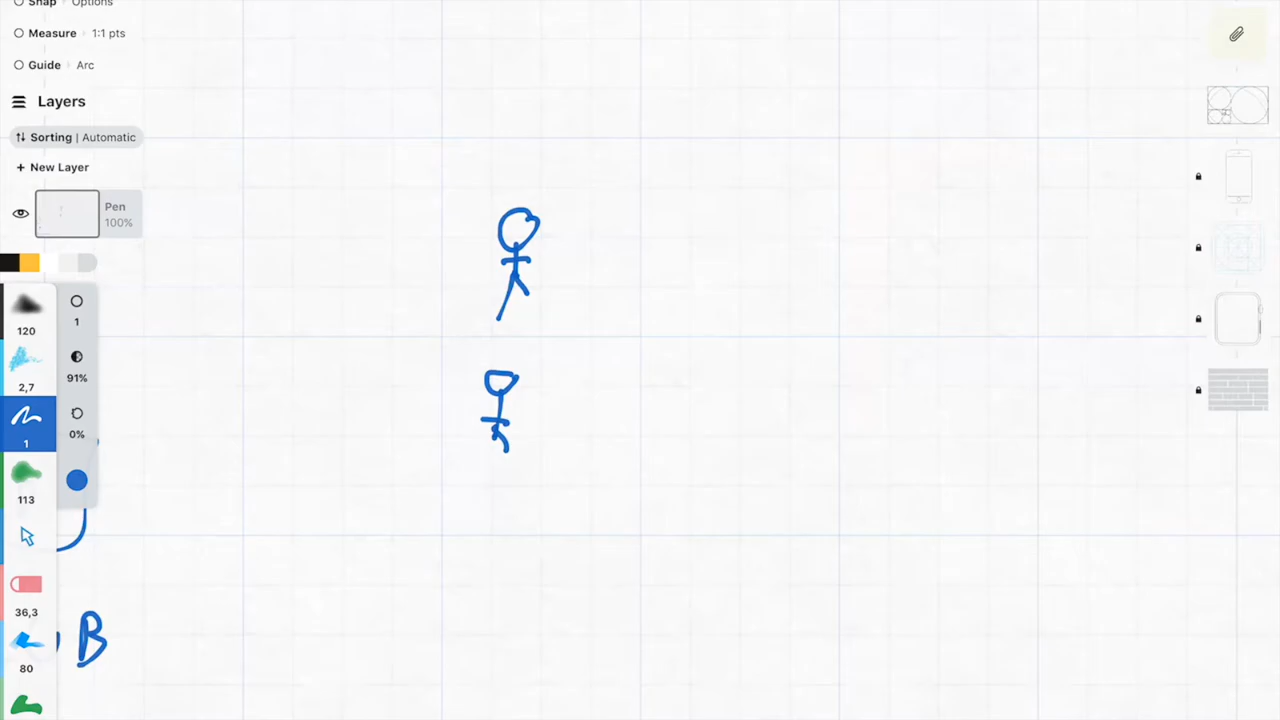 Snap Options
Measure 1:1 pts
Guide Arc
Layers
Sorting | Automatic
+ New Layer
Pen
100%
120
1
2,7
91%
1
0%
113
36,3
B
80